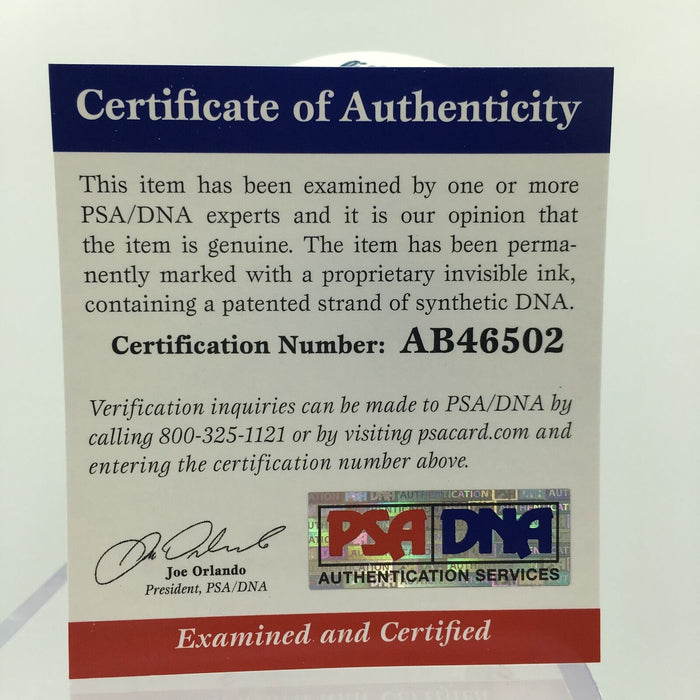 Certificate of Authenticity
This item has been examined by one or more
PSA/DNA experts and it is our opinion that
the item is genuine. The item has been perma-
nently marked with a proprietary invisible ink,
containing a patented strand of synthetic DNA.
Certification Number: AB46502
Verification inquiries can be made to PSA/DNA by
calling 800-325-1121 or by visiting psacard.com and
entering the certification number above.
Joe Orlando
President, PSA/DNA
PSA DNA
AUTHENTICATION SERVICES
Examined and Certified